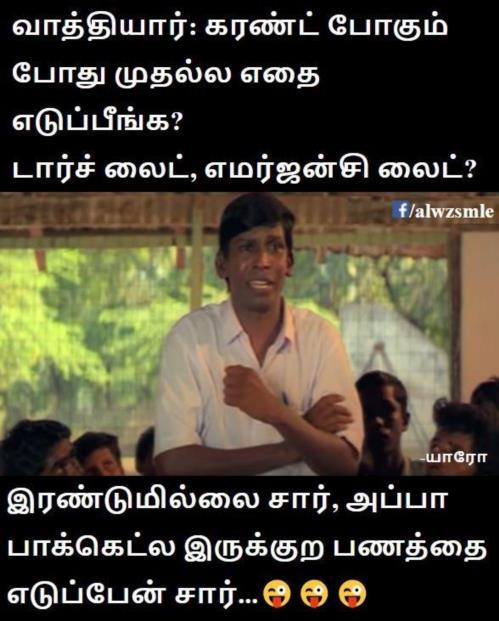 வாத்தியார்: கரண்ட் போகும்
போது முதல்ல எதை
எடுப்பீங்க?
டார்ச் லைட், எமர்ஜன்சி லைட்?
f/alwzsmle
-யாரோ
இரண்டுமில்லை சார், அப்பா
பாக்கெட்ல இருக்குற பணத்தை
எடுப்பேன் சார்...😜 😜 😜